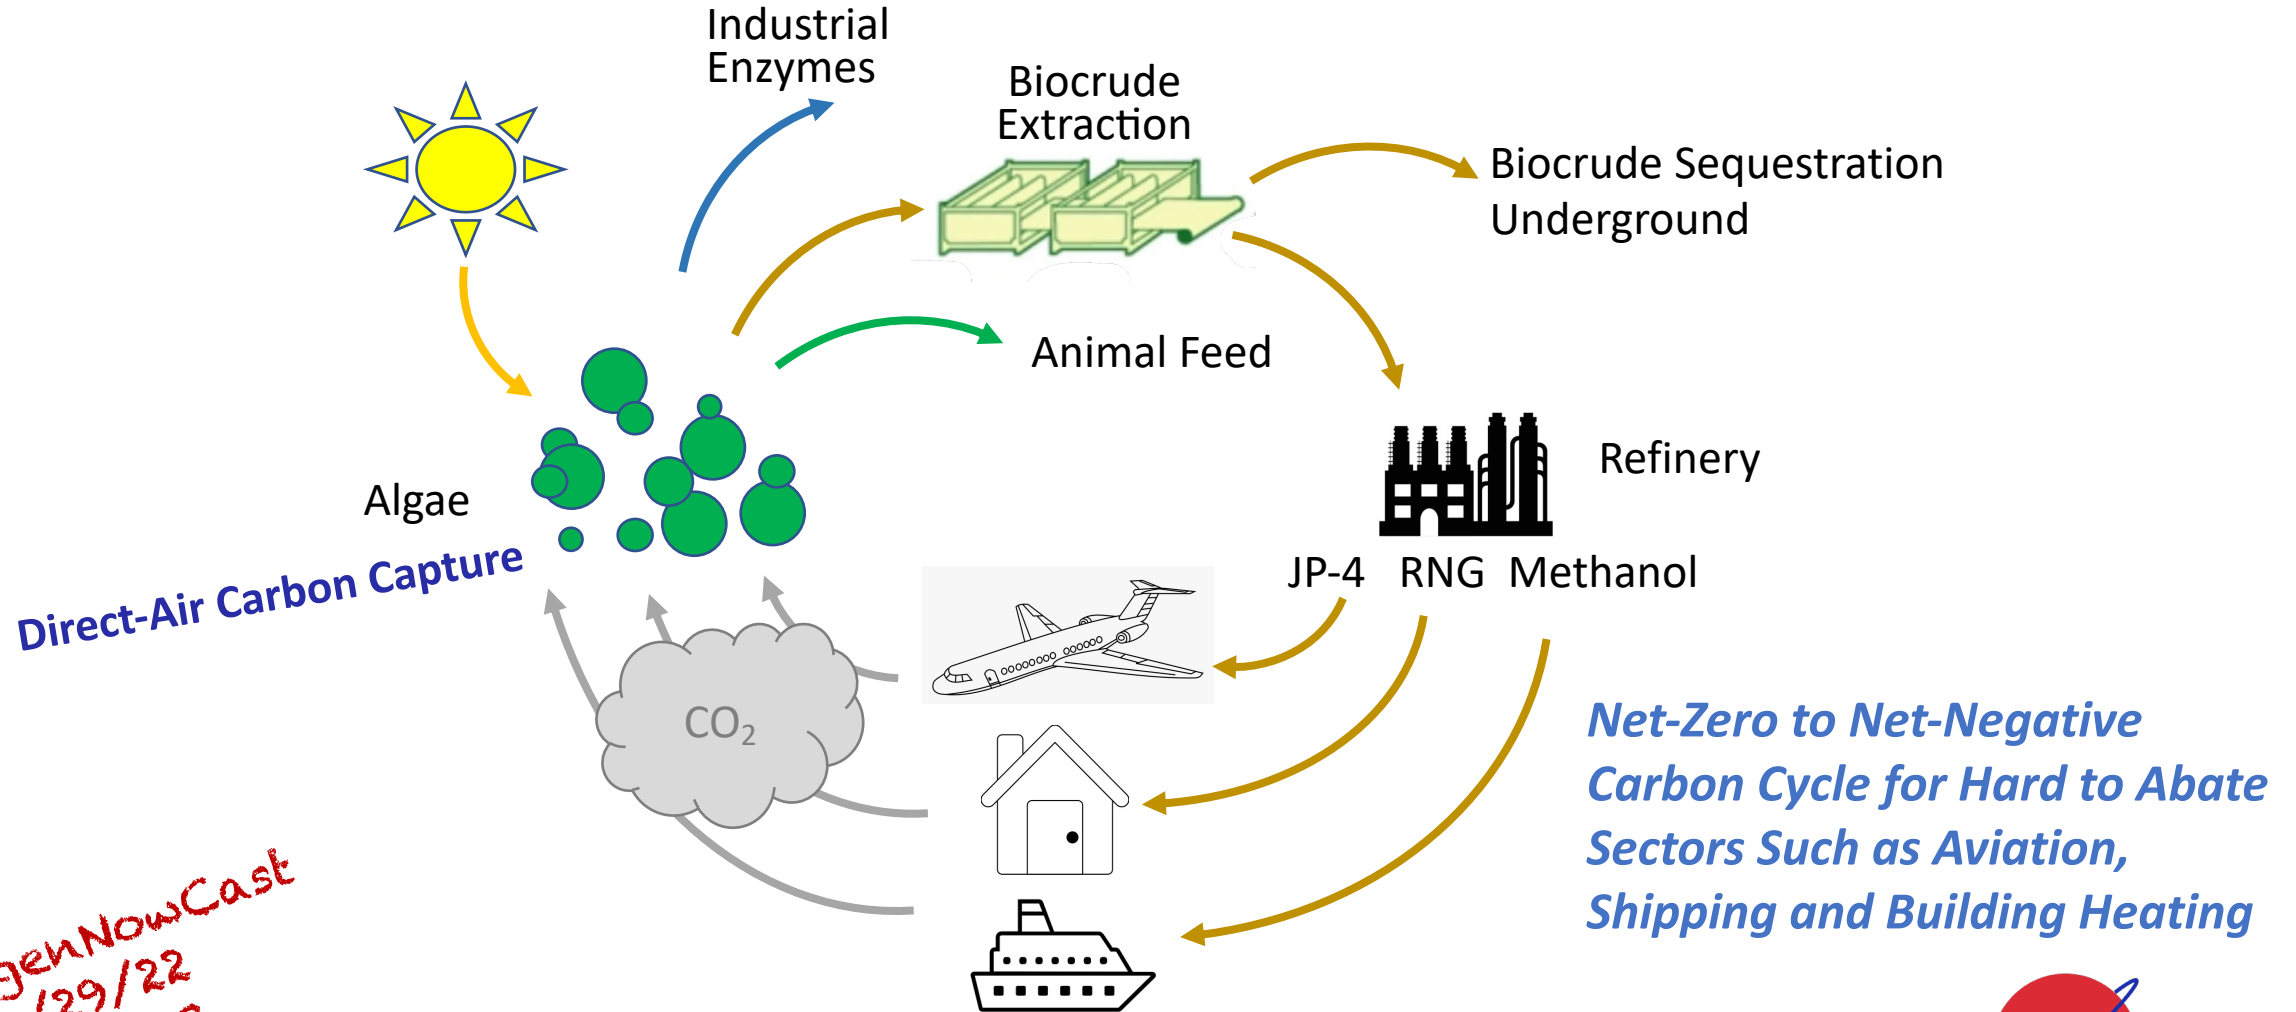 Industrial
Enzymes
Biocrude
Extraction
Biocrude Sequestration
Underground
Animal Feed
Refinery
Algae
Direct-Air Carbon Capture
JP-4 RNG Methanol
CO₂
Net-Zero to Net-Negative
Carbon Cycle for Hard to Abate
Sectors Such as Aviation,
Shipping and Building Heating